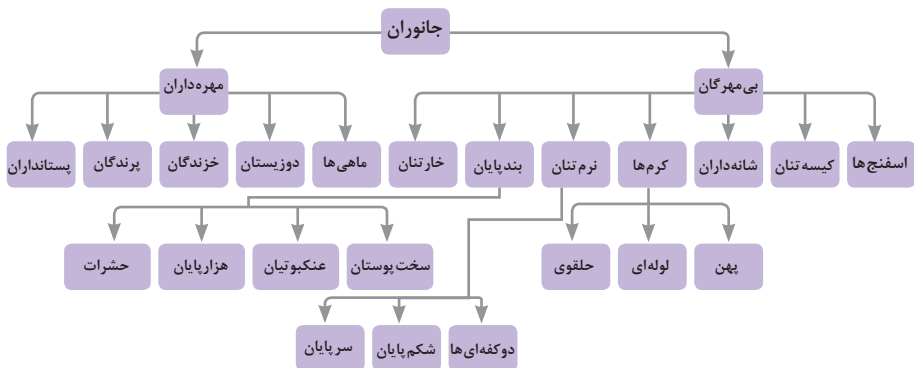 جانوران
بی‌مهرگان
مهره‌داران
اسفنج‌ها
کیسه‌تنان
شانه‌داران
کرم‌ها
نرم‌تنان
بندپایان
خارتنان
ماهی‌ها
دوزیستان
خزندگان
پرندگان
پستانداران
پهن
لوله‌ای
حلقوی
سخت‌پوستان
عنکبوتیان
هزارپایان
حشرات
دوکفه‌ای‌ها
شکم‌پایان
سرپایان